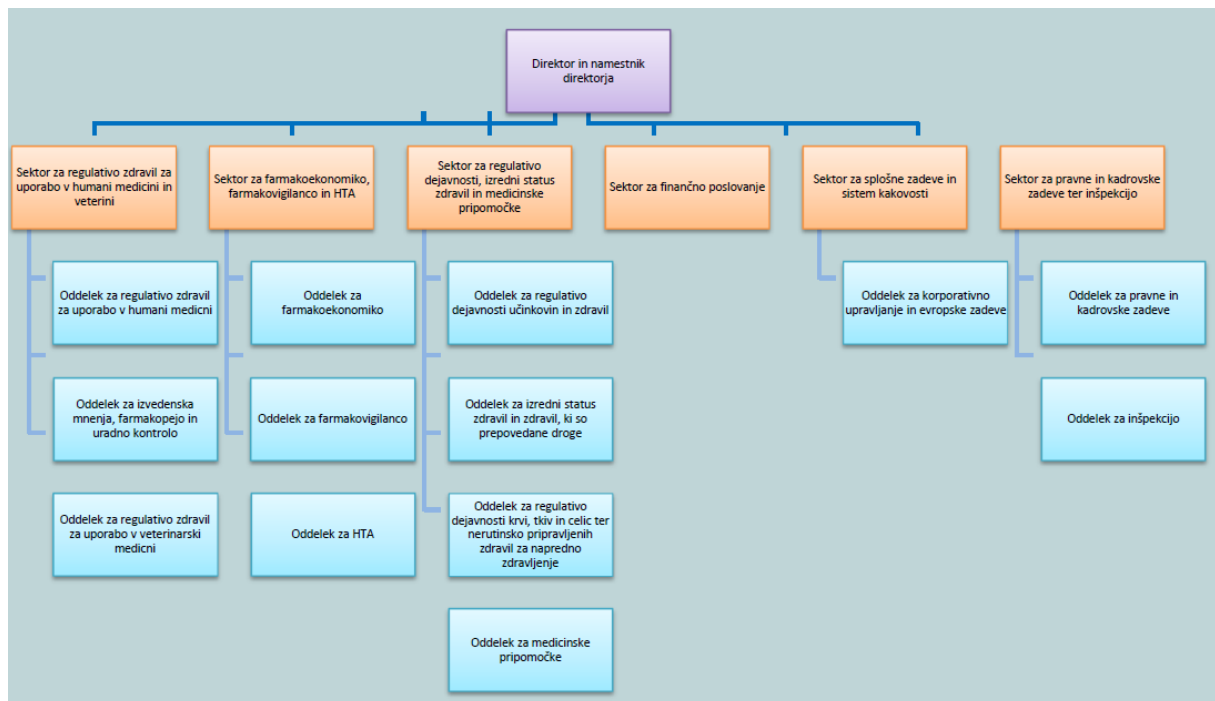 Direktor in namestnik
direktorja
Sektor za regulativo zdravil za
uporabo v humani medicini in
veterini
Sektor za farmakoekonomiko,
farmakovigilanco in HTA
Sektor za regulativo
dejavnosti, izredni status
zdravil in medicinske
pripomočke
Sektor za finančno poslovanje
Sektor za splošne zadeve in
sistem kakovosti
Sektor za pravne in kadrovske
zadeve ter inšpekcijo
Oddelek za regulativo zdravil
za uporabo v humani medicni
Oddelek za
farmakoekonomiko
Oddelek za regulativo
dejavnosti učinkovin in zdravil
Oddelek za korporativno
upravljanje in evropske zadeve
Oddelek za pravne in
kadrovske zadeve
Oddelek za izvedenska
mnenja, farmakopejo in
uradno kontrolo
Oddelek za farmakovigilanco
Oddelek za izredni status
zdravil in zdravil, ki so
prepovedane droge
Oddelek za inšpekcijo
Oddelek za regulativo zdravil
za uporabo v veterinarski
medicni
Oddelek za HTA
Oddelek za regulativo
dejavnosti krvi, tkiv in celic ter
nerutinsko pripravljenih
zdravil za napredno
zdravljenje
Oddelek za medicinske
pripomočke